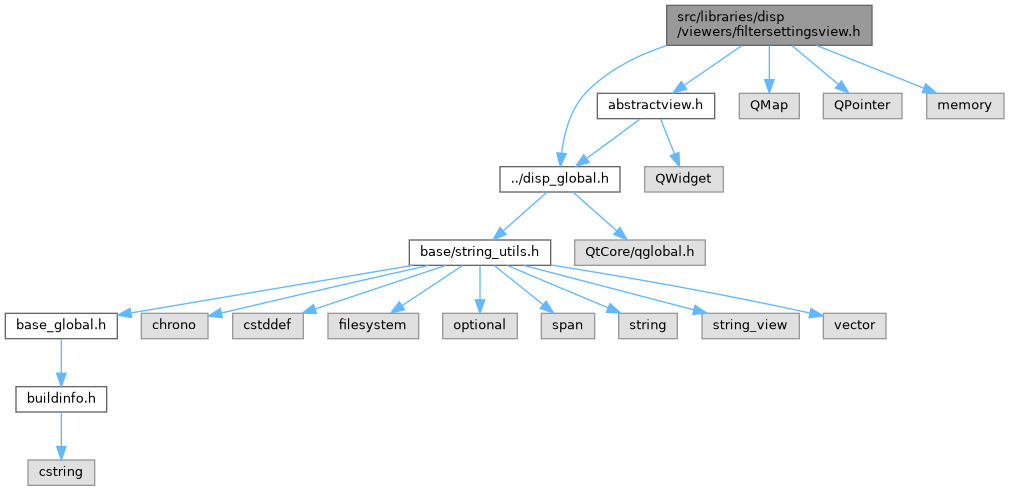 src/libraries/disp
/viewers/filtersettingsview.h
abstractview.h
QMap
QPointer
memory
../disp_global.h
QWidget
base/string_utils.h
QtCore/qglobal.h
base_global.h
chrono
cstddef
filesystem
optional
span
string
string_view
vector
buildinfo.h
cstring